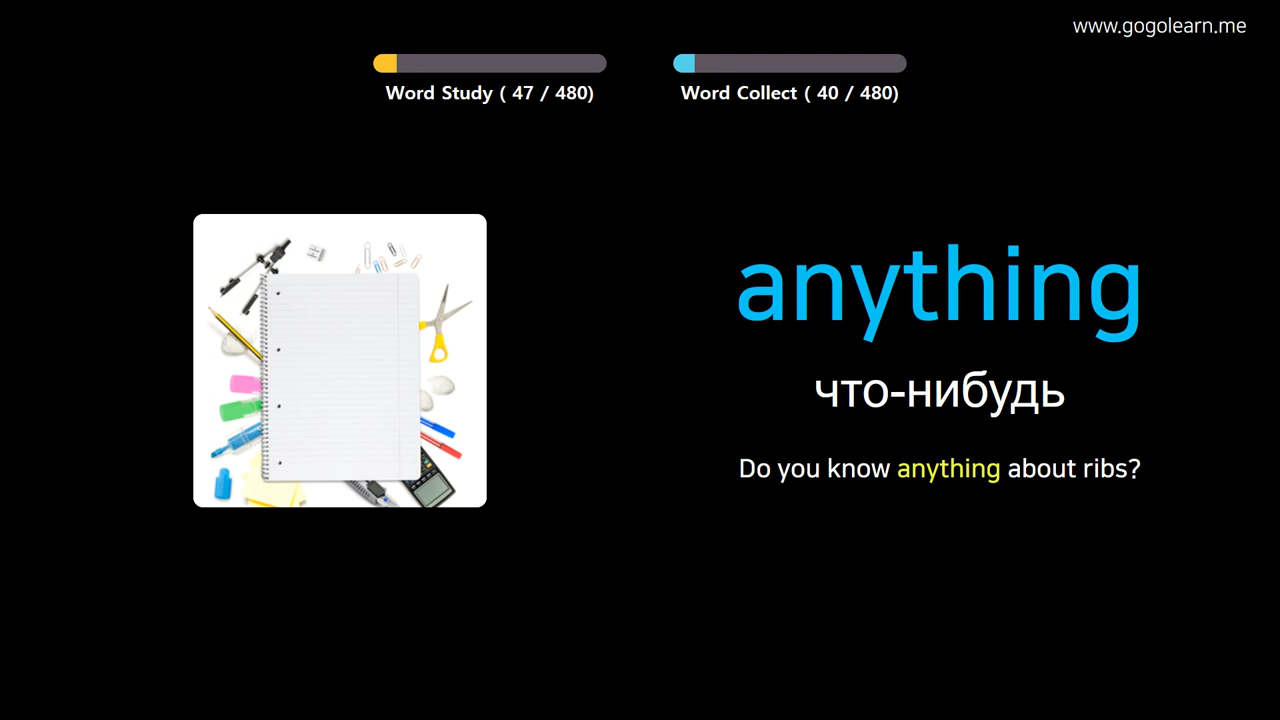 www.gogolearn.me
Word Study ( 47 / 480)
Word Collect ( 40 / 480)
anything
что-нибудь
Do you know anything about ribs?